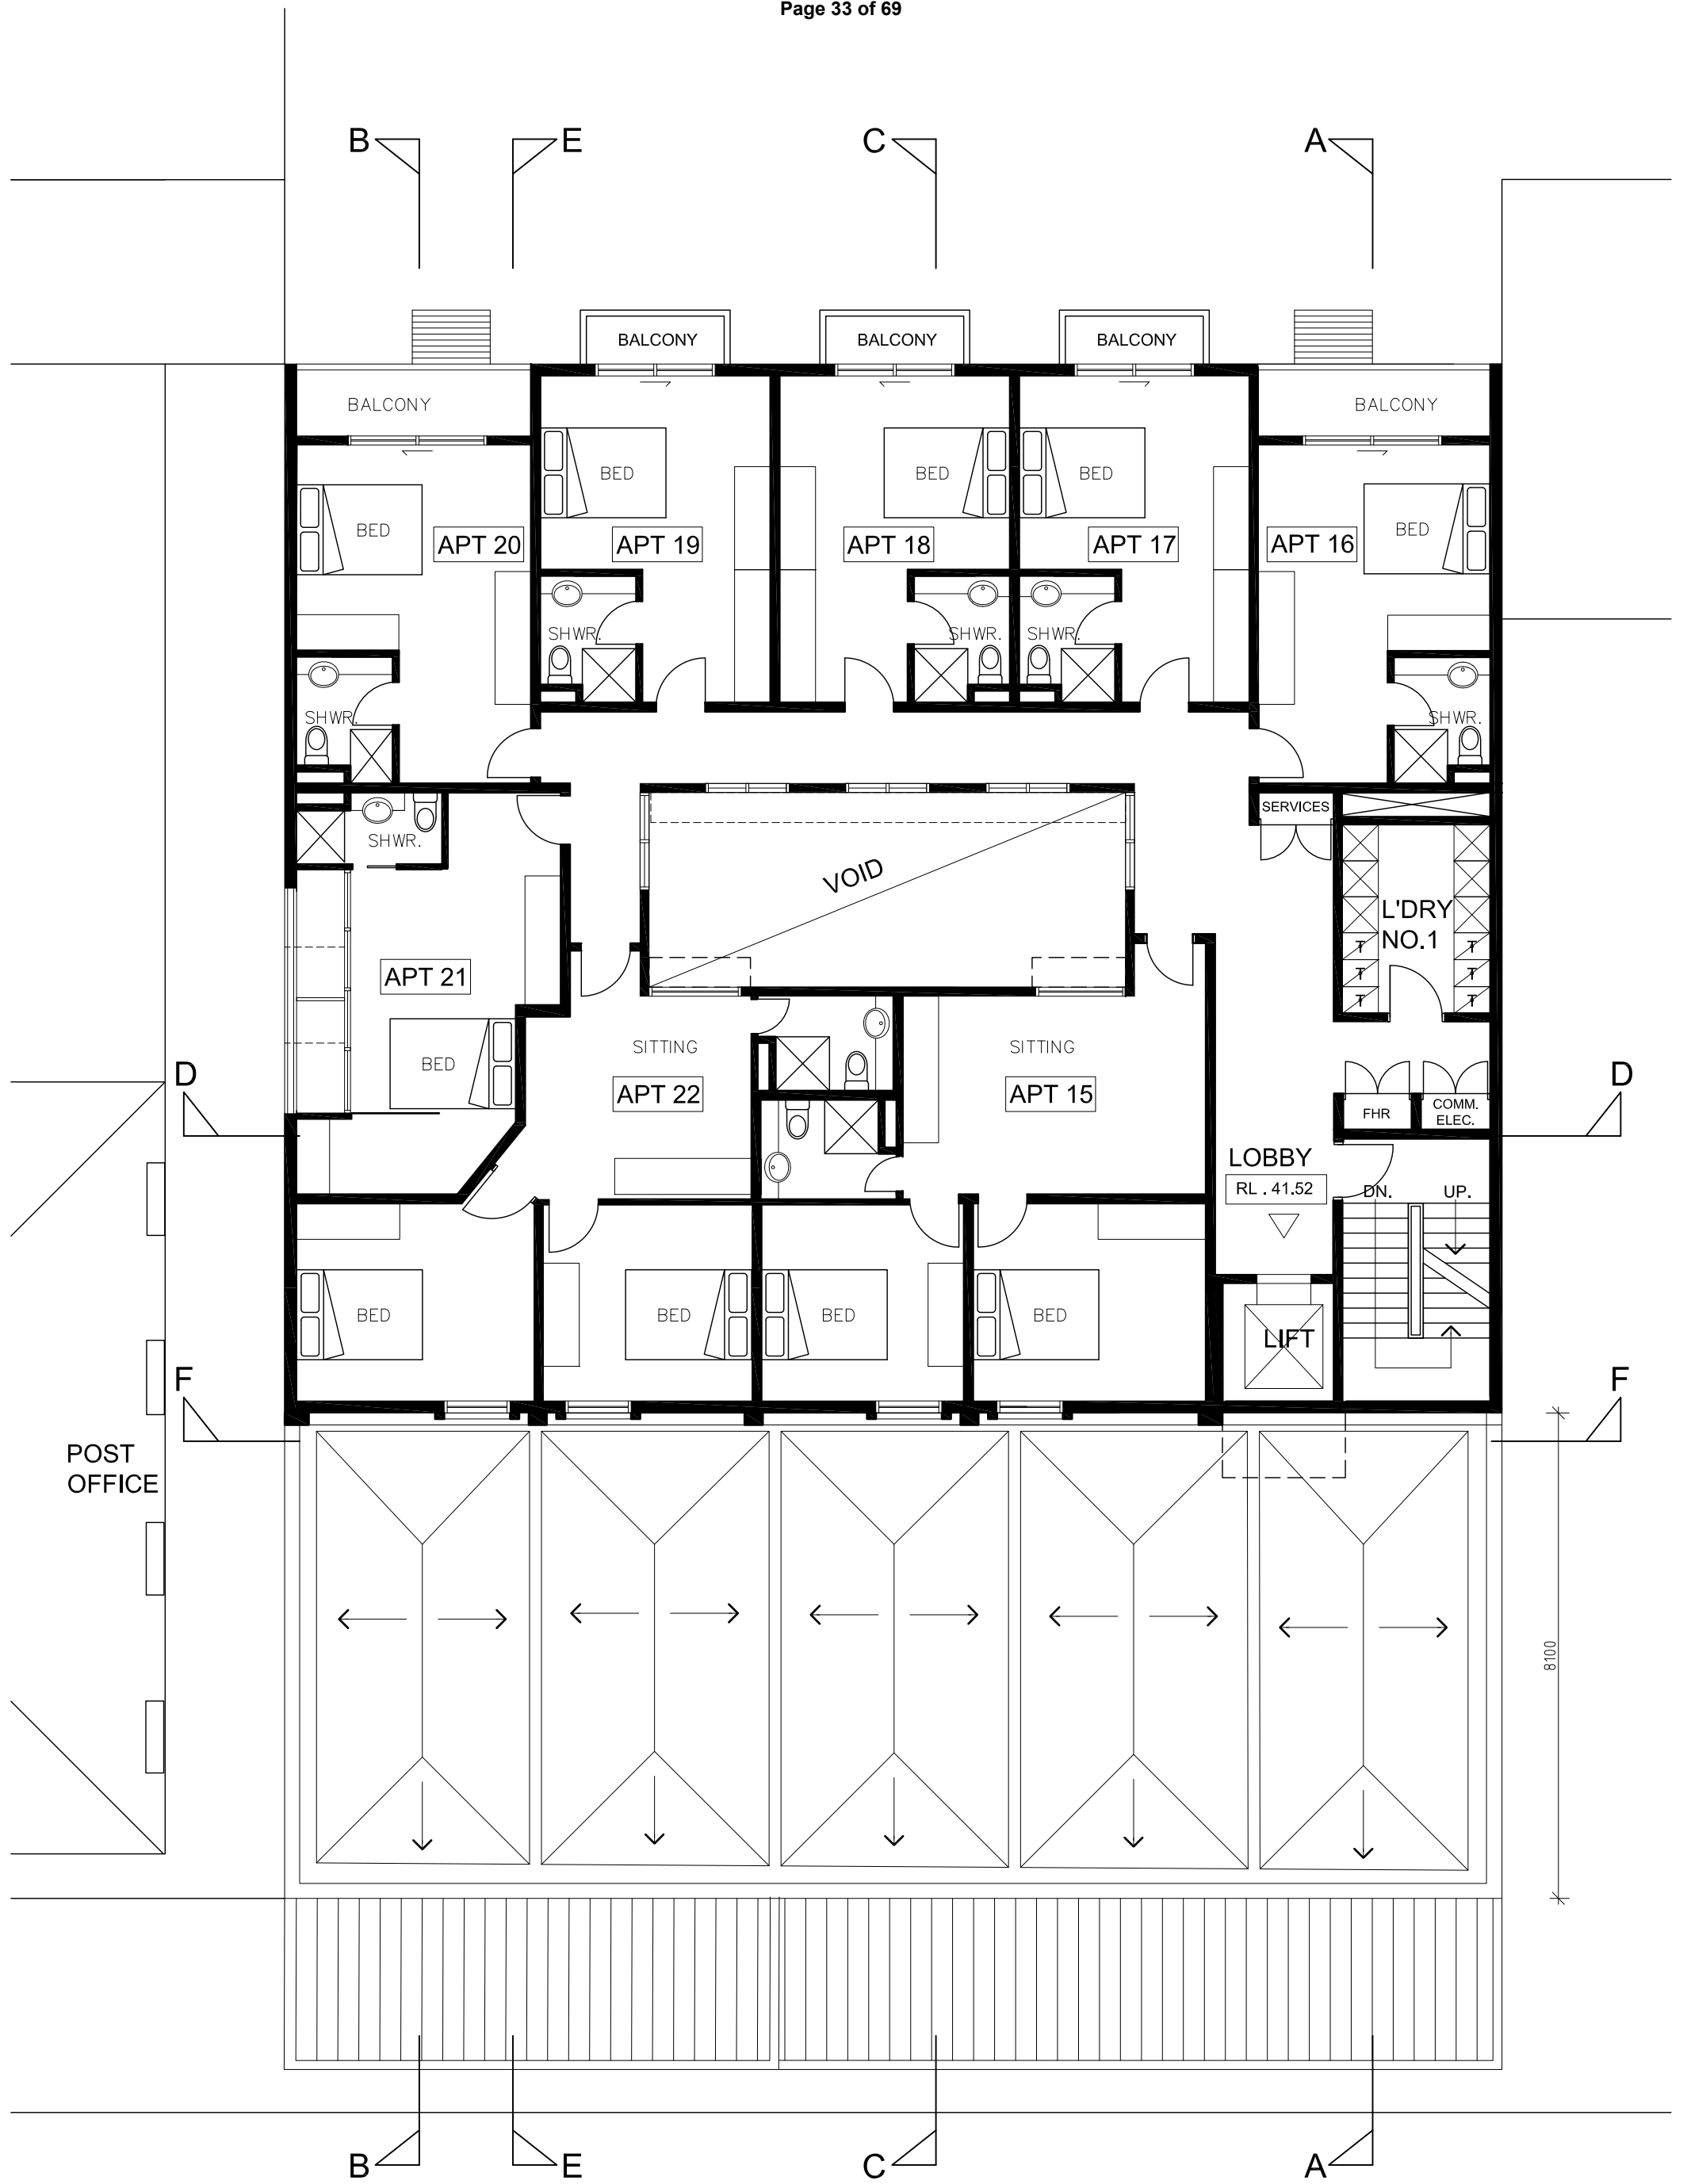 Page 33 of 69
B E C A
BALCONY BALCONY BALCONY
BALCONY BALCONY
BED BED BED
BED BED
APT 20 APT 19 APT 18 APT 17 APT 16
SHWR. SHWR. SHWR.
SHWR. SHWR.
SERVICES
SHWR.
VOID
L'DRY
NO.1
T T
T T
T T
APT 21
SITTING SITTING
BED
D D
APT 22 APT 15
FHR
COMM.
ELEC.
LOBBY
RL . 41.52
DN. UP.
BED BED BED BED
LIFT
F F
POST
OFFICE
8100
B E C A